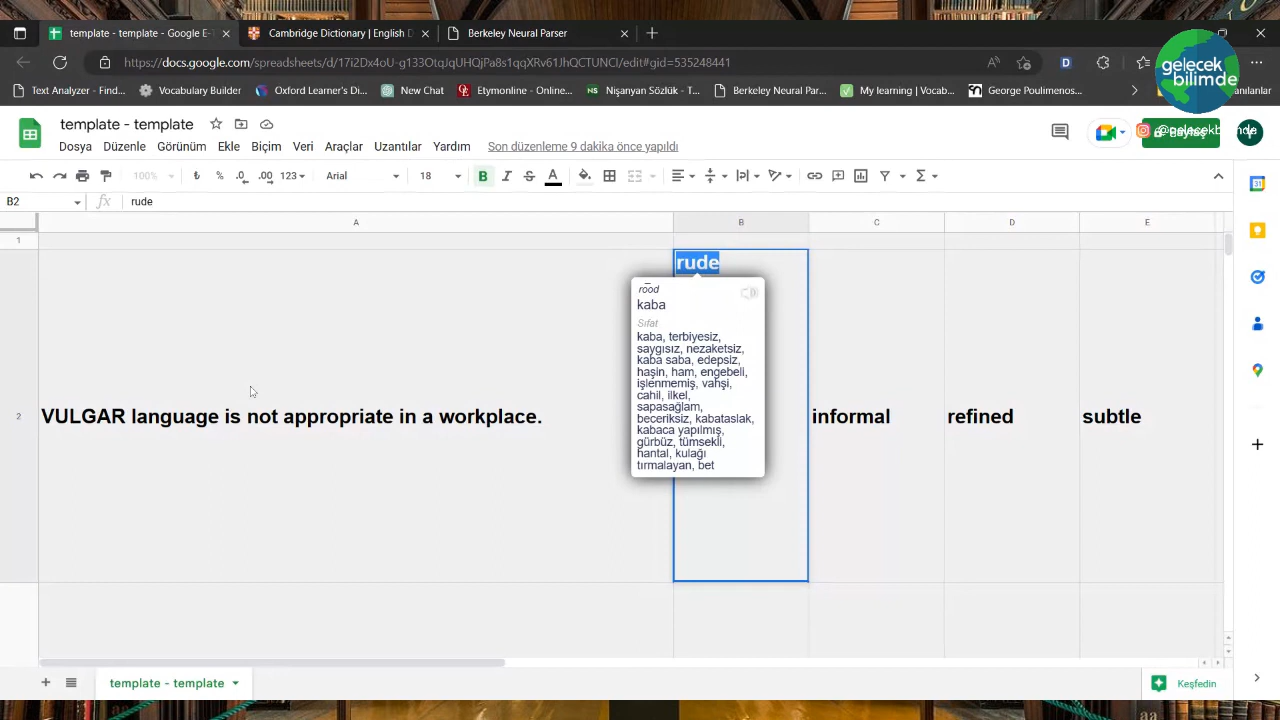 template - template - Google E-T
Cambridge Dictionary | English D
Berkeley Neural Parser
https://docs.google.com/spreadsheets/d/17i2Dx4oU-g133OtqJqUHQjPa8s1qqXRv61JhQCTUNCI/edit#gid=535248441
Text Analyzer - Find...
Vocabulary Builder
Oxford Learner's Di...
New Chat
Etymonline - Online...
Nişanyan Sözlük - T...
Berkeley Neural Par...
My learning | Vocab...
George Poulimenos...
gelecek
bilimde
@gelecekbilimde
template - template
Dosya
Düzenle
Görünüm
Ekle
Biçim
Veri
Araçlar
Uzantılar
Yardım
Son düzenleme 9 dakika önce yapıldı
100%
₺
%
.0
.00
123
Arial
18
B
I
S
A
Σ
B2
fx
rude
A
B
C
D
E
1
rude
rōōd
kaba
Sıfat
kaba, terbiyesiz,
saygısız, nezaketsiz,
kaba saba, edepsiz,
haşin, ham, engebeli,
işlenmemiş, vahşi,
cahil, ilkel,
sapasağlam,
beceriksiz, kabataslak,
kabaca yapılmış,
gürbüz, tümsekli,
hantal, kulağı
tırmalayan, bet
2
VULGAR language is not appropriate in a workplace.
informal
refined
subtle
template - template
Keşfedin